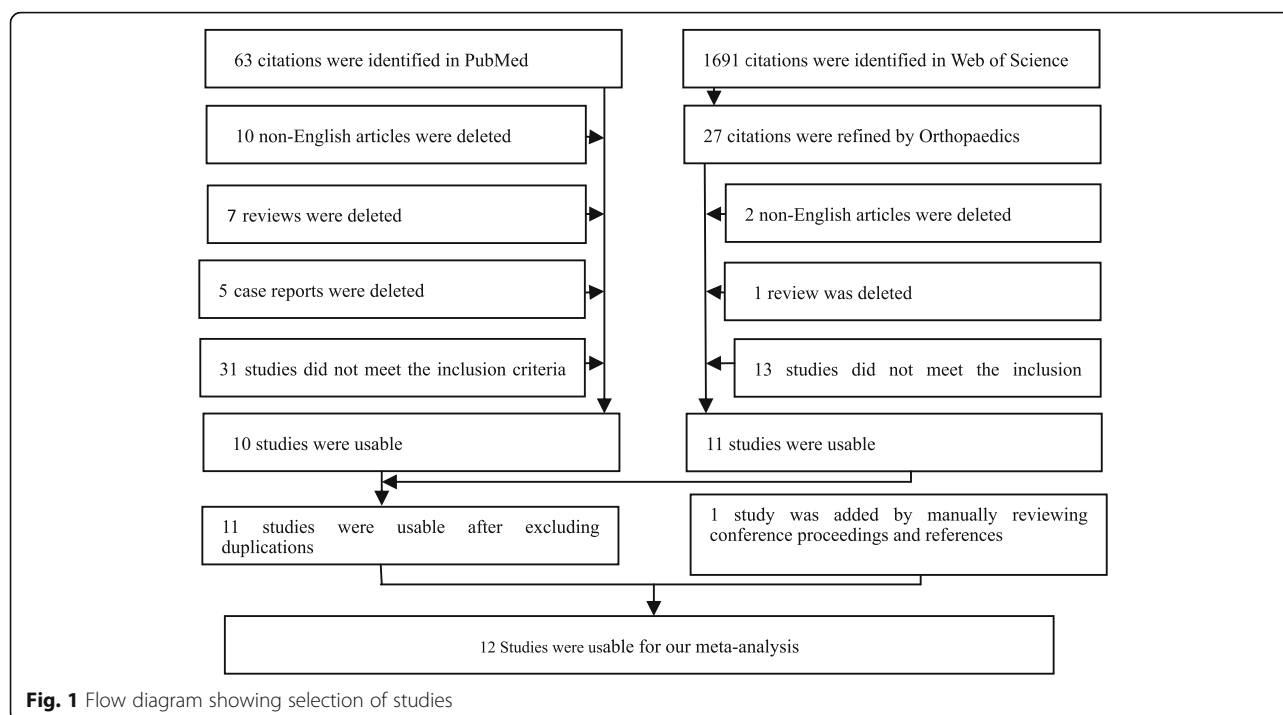 63 citations were identified in PubMed
1691 citations were identified in Web of Science
10 non-English articles were deleted
27 citations were refined by Orthopaedics
7 reviews were deleted
2 non-English articles were deleted
5 case reports were deleted
1 review was deleted
31 studies did not meet the inclusion criteria
13 studies did not meet the inclusion
10 studies were usable
11 studies were usable
11 studies were usable after excluding
duplications
1 study was added by manually reviewing
conference proceedings and references
12 Studies were usable for our meta-analysis
Fig. 1 Flow diagram showing selection of studies